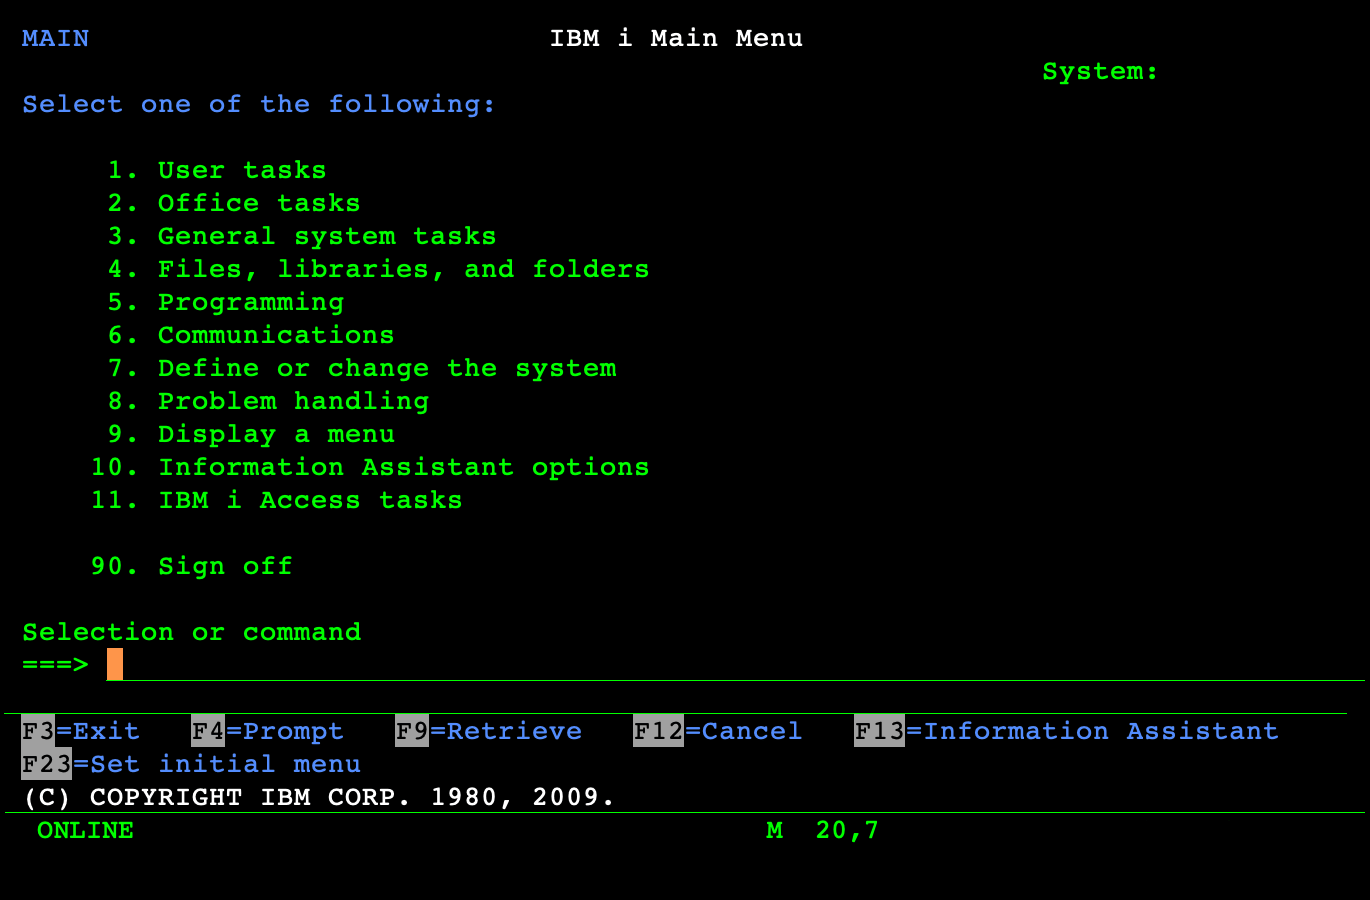 MAIN IBM i Main Menu
System:
Select one of the following:
1. User tasks
2. Office tasks
3. General system tasks
4. Files, libraries, and folders
5. Programming
6. Communications
7. Define or change the system
8. Problem handling
9. Display a menu
10. Information Assistant options
11. IBM i Access tasks
90. Sign off
Selection or command
===>
F3=Exit F4=Prompt F9=Retrieve F12=Cancel F13=Information Assistant
F23=Set initial menu
(C) COPYRIGHT IBM CORP. 1980, 2009.
ONLINE M 20,7